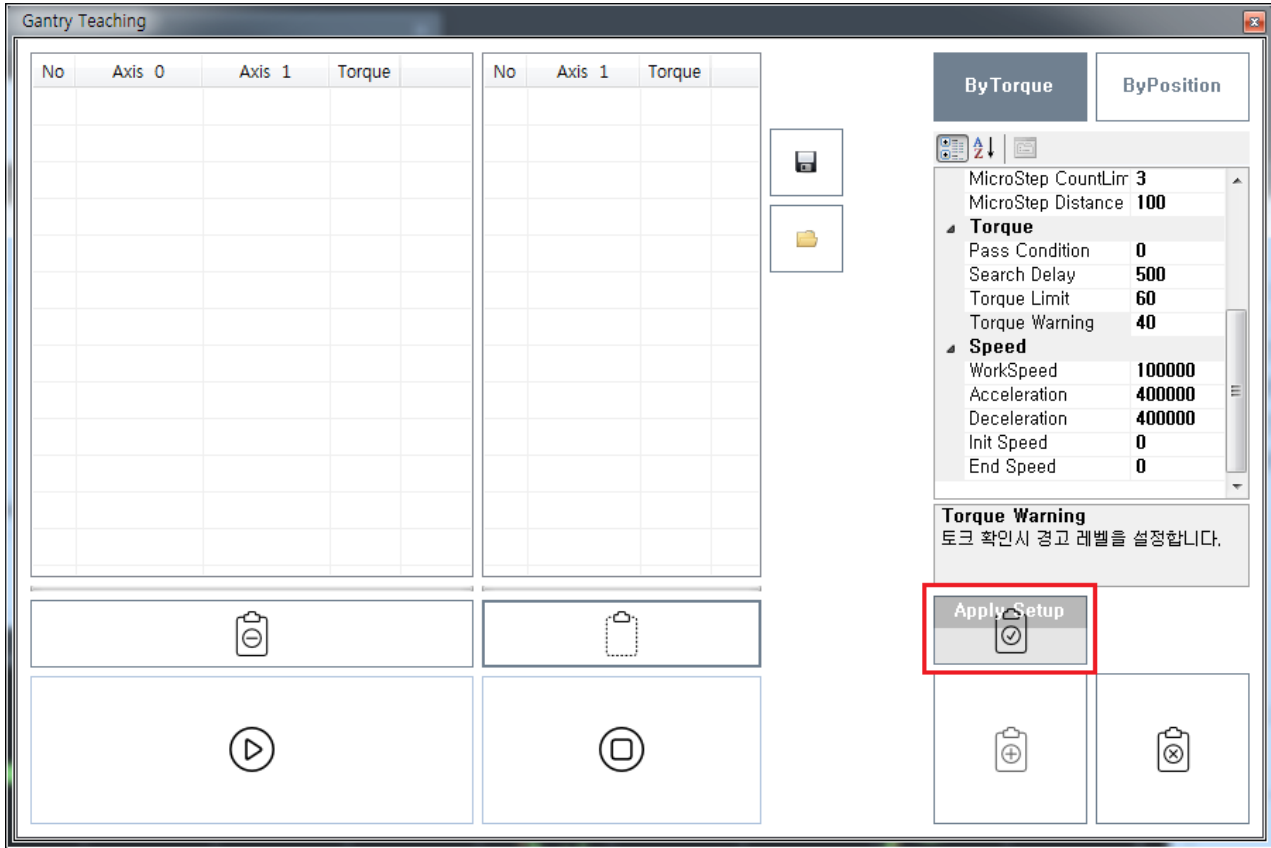 Gantry Teaching
No Axis 0 Axis 1 Torque
No Axis 1 Torque
ByTorque ByPosition
MicroStep CountLim 3
MicroStep Distance 100
Torque
Pass Condition 0
Search Delay 500
Torque Limit 60
Torque Warning 40
Speed
WorkSpeed 100000
Acceleration 400000
Deceleration 400000
Init Speed 0
End Speed 0
Torque Warning
토크 확인시 경고 레벨을 설정합니다.
Apply Setup